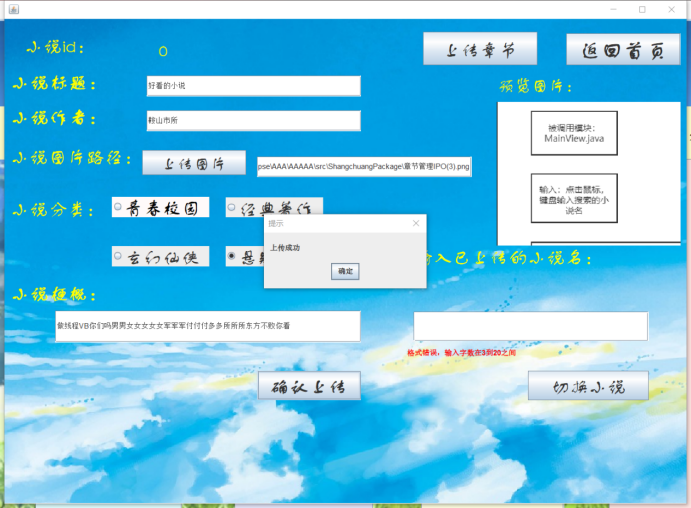 小说id：
0
上传章节
返回首页
小说标题：
好看的小说
预览图片：
小说作者：
鞍山市所
被调用模块：
MainView.java
小说图片路径：
上传图片
pse\AAA\AAAAA\src\ShangchuangPackage\章节管理IPO(3).png
输入：点击鼠标，
键盘输入搜索的小
说名
小说分类：
青春校园
经典著作
提示
上传成功
确定
玄幻仙侠
输入已上传的小说名：
小说梗概：
做线程VB你们吗男男女女女女女军军军付付付多多所所所东方不败你看
格式错误，输入字数在3到20之间
确认上传
切换小说